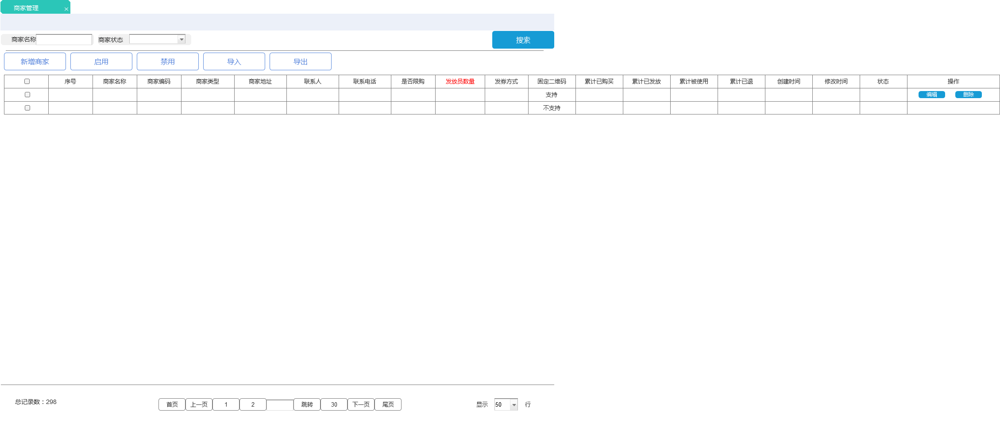 商家管理
商家名称 商家状态 搜索
新增商家 启用 禁用 导入 导出
序号 商家名称 商家编码 商家类型 商家地址 联系人 联系电话 是否限购 发放员数量 发券方式 固定二维码 累计已购买 累计已发放 累计被使用 累计已退 创建时间 修改时间 状态 操作
支持 编辑 删除
不支持
总记录数：298 首页 上一页 1 2 跳转 30 下一页 尾页 显示 50 行